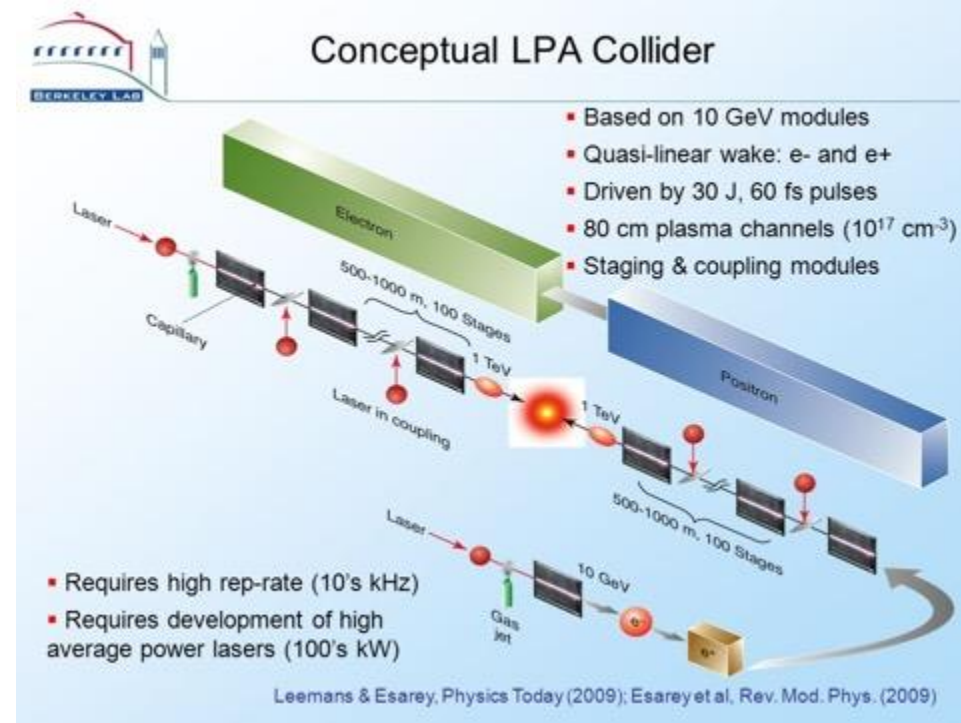 BERKELEY LAB
Conceptual LPA Collider
▪ Based on 10 GeV modules
▪ Quasi-linear wake: e- and e+
▪ Driven by 30 J, 60 fs pulses
▪ 80 cm plasma channels (10¹⁷ cm⁻³)
▪ Staging & coupling modules
Electron
Laser
500-1000 m, 100 Stages
Capillary
1 TeV
Laser in coupling
Positron
1 TeV
500-1000 m, 100 Stages
Laser
10 GeV
Gas
jet
e⁻
e⁺
▪ Requires high rep-rate (10's kHz)
▪ Requires development of high
average power lasers (100's kW)
Leemans & Esarey, Physics Today (2009); Esarey et al, Rev. Mod. Phys. (2009)